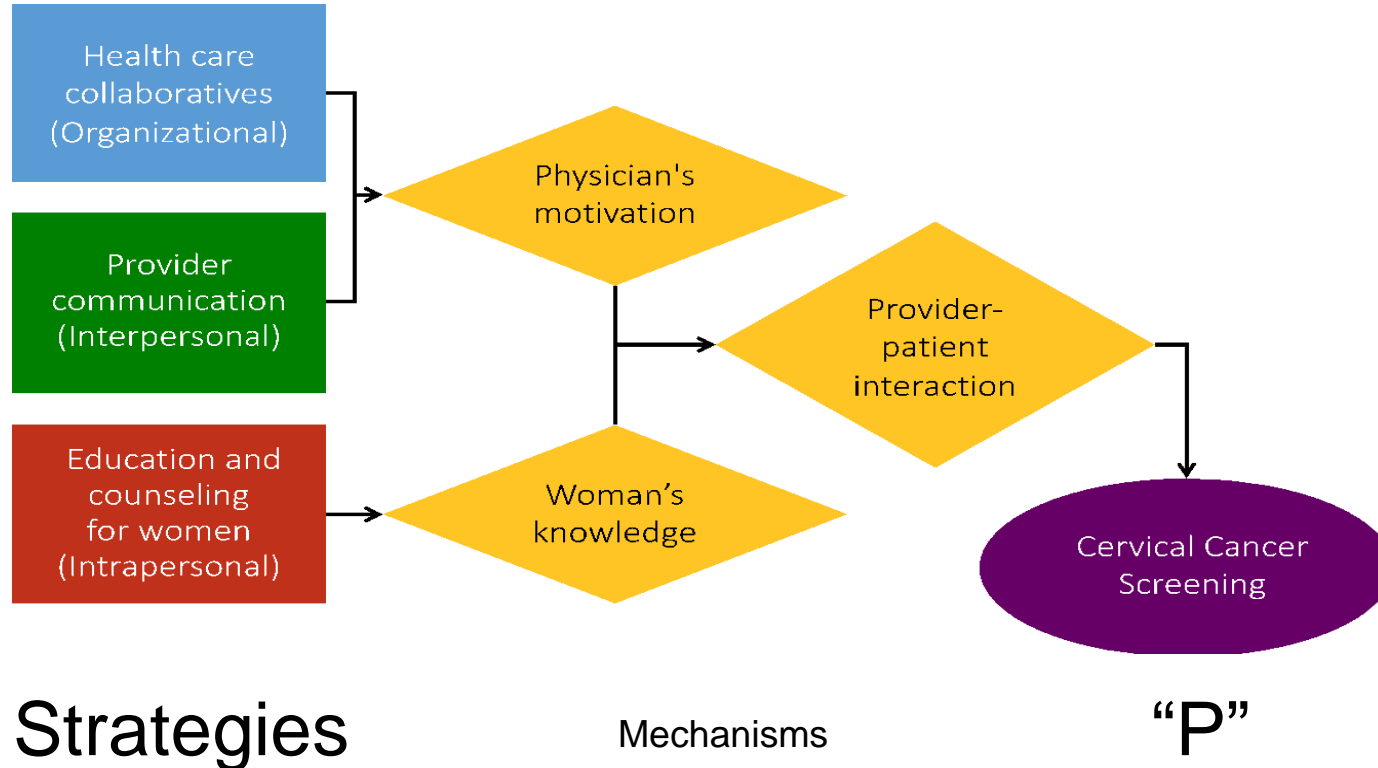 Health care
collaboratives
(Organizational)
Provider
communication
(Interpersonal)
Education and
counseling
for women
(Intrapersonal)
Physician's
motivation
Woman’s
knowledge
Provider-
patient
interaction
Cervical Cancer
Screening
Strategies
Mechanisms
“P”